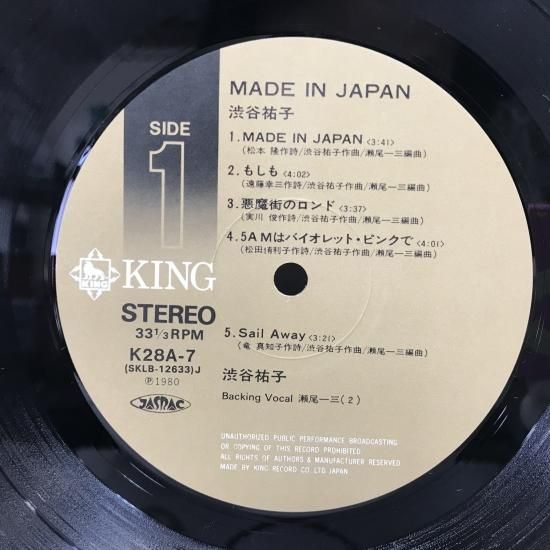 MADE IN JAPAN
渋谷祐子
SIDE
1
1. MADE IN JAPAN <3:41>
(松本 隆作詩/渋谷祐子作曲/瀬尾一三編曲)
2. もしも <4:02>
(遠藤幸三作詩/渋谷祐子作曲/瀬尾一三編曲)
3. 悪魔街のロンド <3:37>
(実川 俊作詩/渋谷祐子作曲/瀬尾一三編曲)
4. 5 A Mはバイオレット・ピンクで <4:01>
(松田侑利子作詩/渋谷祐子作曲/瀬尾一三編曲)
KING
KING
STEREO
33 1/3 RPM
K28A-7
(SKLB-12633)J
Ⓟ1980
JASRAC
5. Sail Away <3:21>
(竜 真知子作詩/渋谷祐子作曲/瀬尾一三編曲)
渋谷祐子
Backing Vocal 瀬尾一三(2)
UNAUTHORIZED PUBLIC PERFORMANCE BROADCASTING
OR COPYING OF THIS RECORD PROHIBITED
ALL RIGHTS OF AUTHORS & MANUFACTURER RESERVED
MADE BY KING RECORD CO. LTD JAPAN